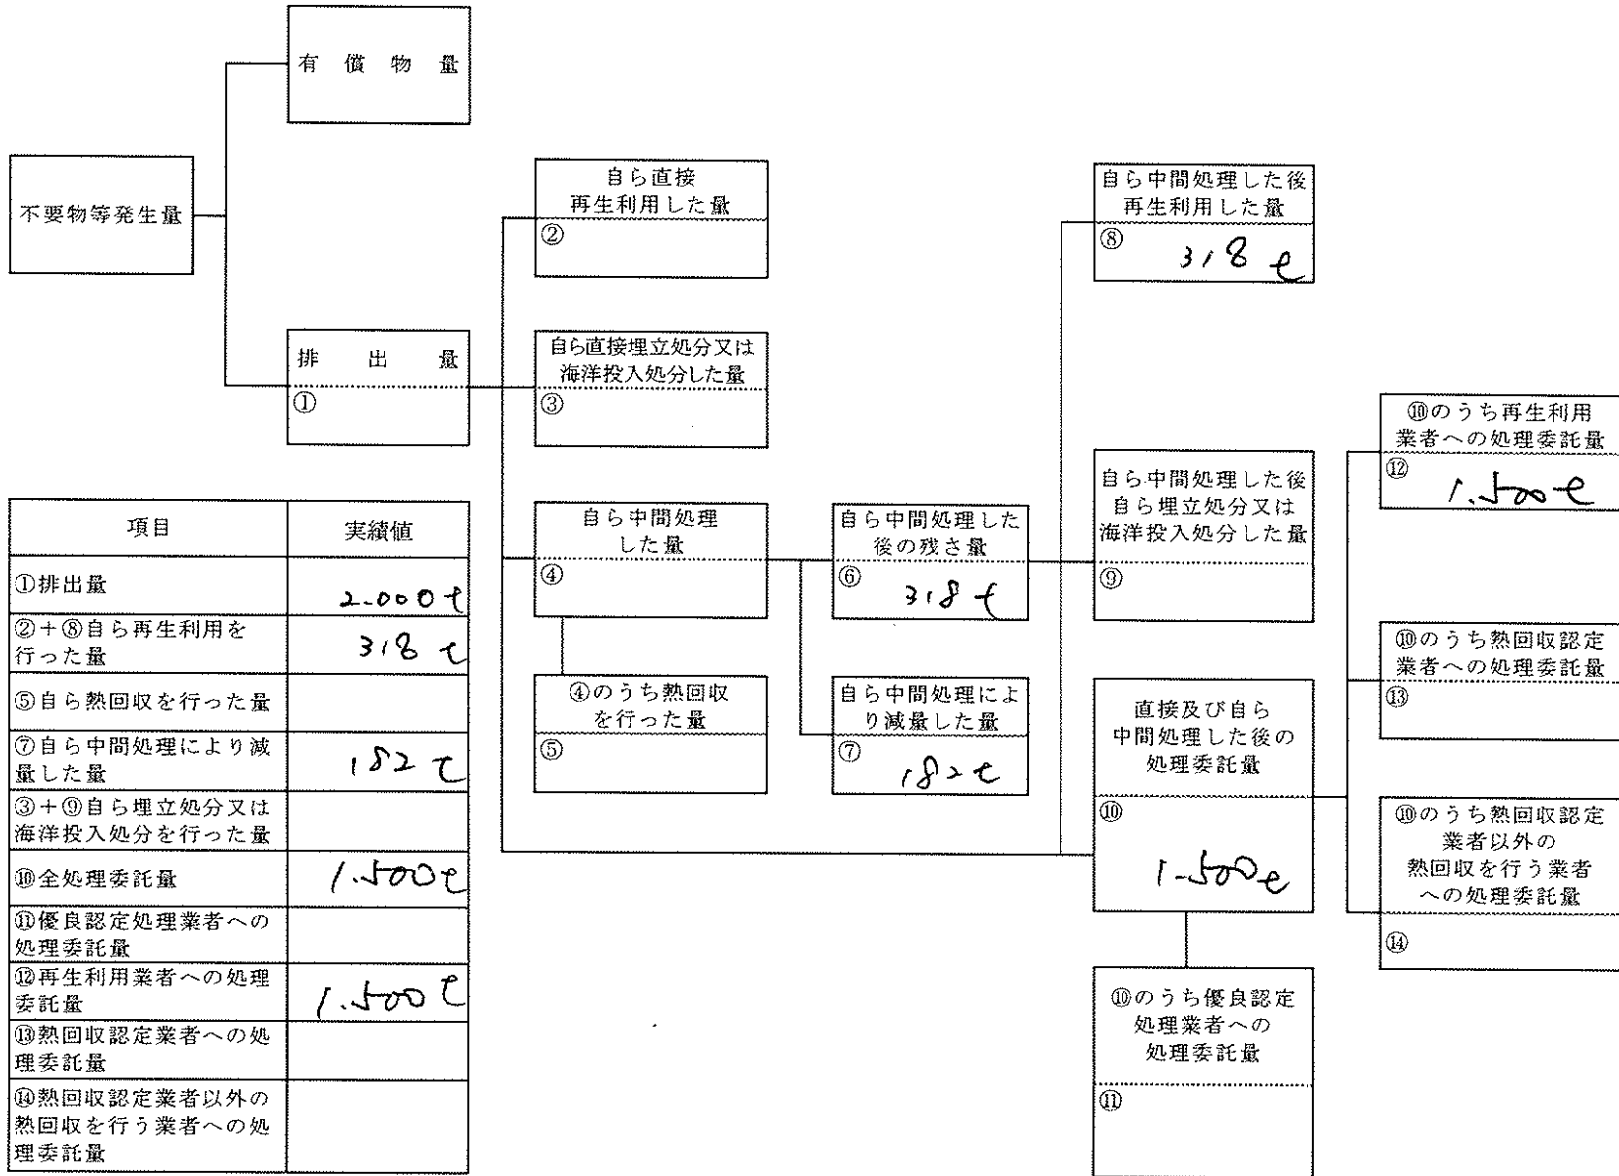 有償物量
不要物等発生量
排出量
①
自ら直接
再生利用した量
②
自ら直接埋立処分又は
海洋投入処分した量
③
自ら中間処理
した量
④
④のうち熱回収
を行った量
⑤
自ら中間処理した
後の残さ量
⑥
318 t
自ら中間処理によ
り減量した量
⑦
182 t
自ら中間処理した後
再生利用した量
⑧
318 t
自ら中間処理した後
自ら埋立処分又は
海洋投入処分した量
⑨
直接及び自ら
中間処理した後の
処理委託量
⑩
1.500 t
⑩のうち優良認定
処理業者への
処理委託量
⑪
⑩のうち再生利用
業者への処理委託量
⑫
1.500 t
⑩のうち熱回収認定
業者への処理委託量
⑬
⑩のうち熱回収認定
業者以外の
熱回収を行う業者
への処理委託量
⑭
項目 実績値
①排出量 2.000 t
②+⑧自ら再生利用を
行った量 318 t
⑤自ら熱回収を行った量
⑦自ら中間処理により減
量した量 182 t
③+⑨自ら埋立処分又は
海洋投入処分を行った量
⑩全処理委託量 1.500 t
⑪優良認定処理業者への
処理委託量
⑫再生利用業者への処理
委託量 1.500 t
⑬熱回収認定業者への処
理委託量
⑭熱回収認定業者以外の
熱回収を行う業者への処
理委託量